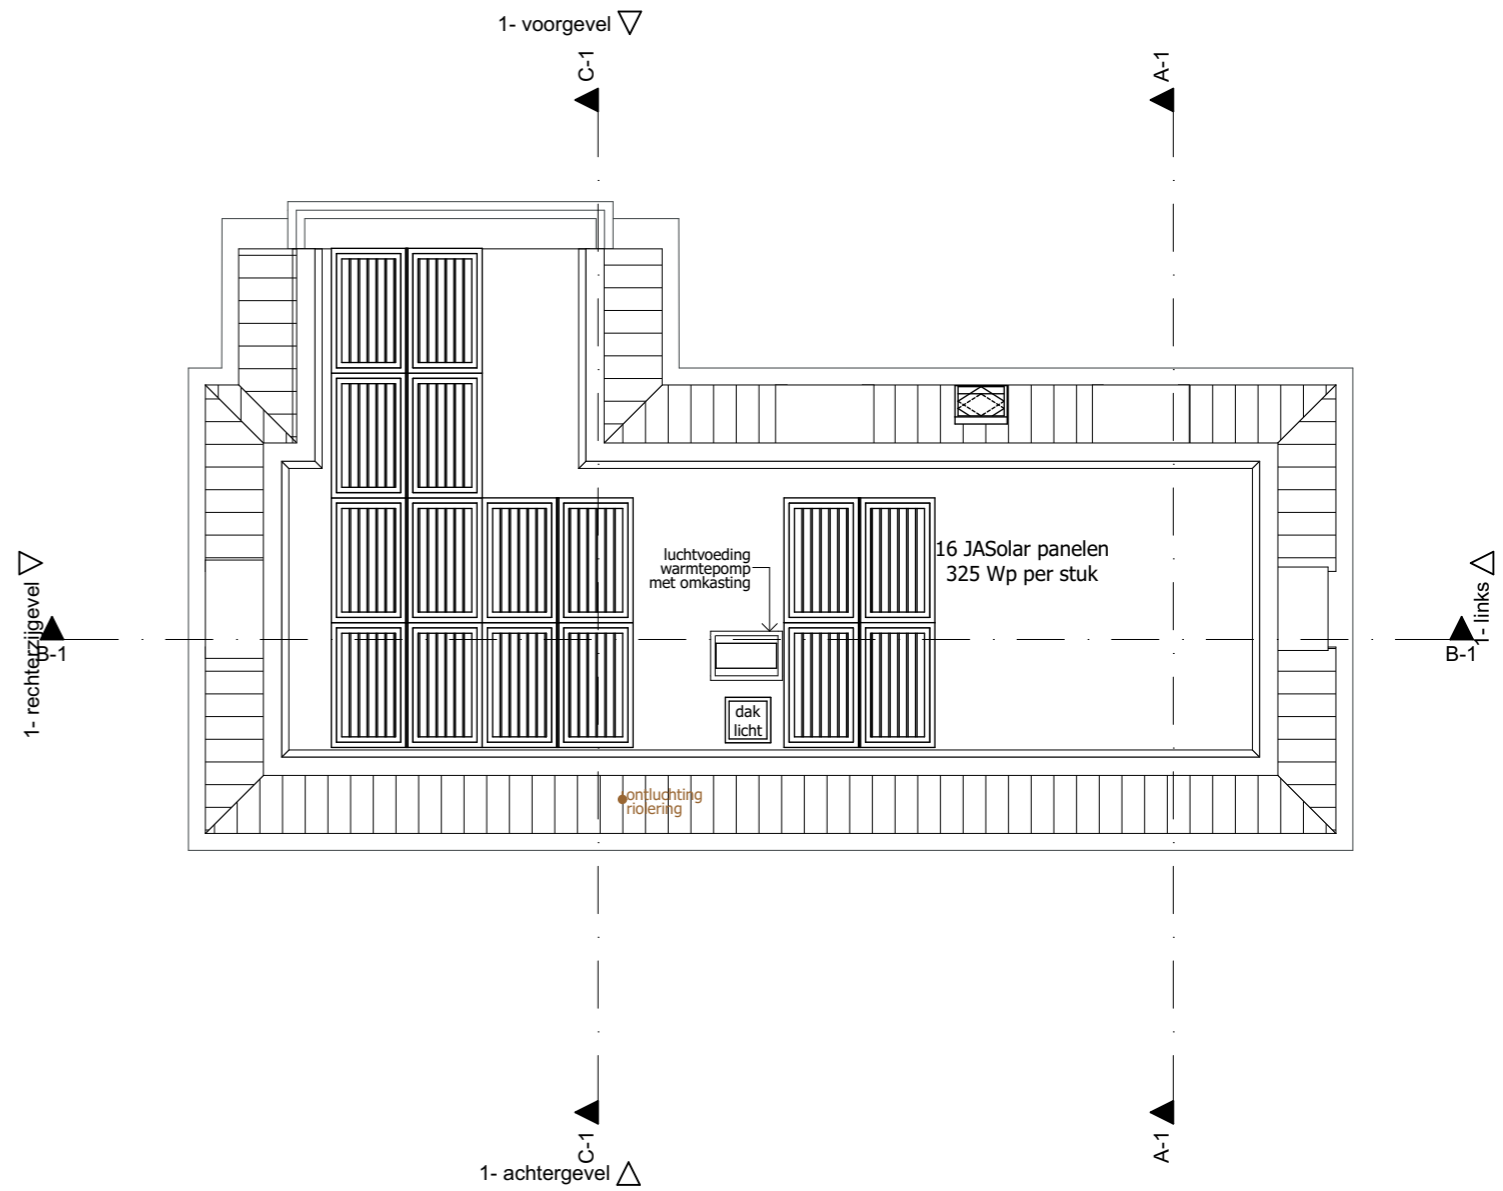 1- voorgevel
C-1
A-1
luchtvoeding
warmtepomp
met omkasting
16 JASolar panelen
325 Wp per stuk
1- rechterzijgevel
B-1
1- links
B-1
dak
licht
ontluchting
riolering
C-1
A-1
1- achtergevel